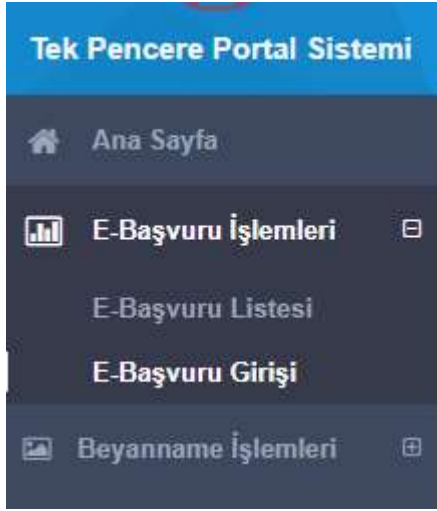 Tek Pencere Portal Sistemi
Ana Sayfa
E-Başvuru İşlemleri
E-Başvuru Listesi
E-Başvuru Girişi
Beyanname İşlemleri